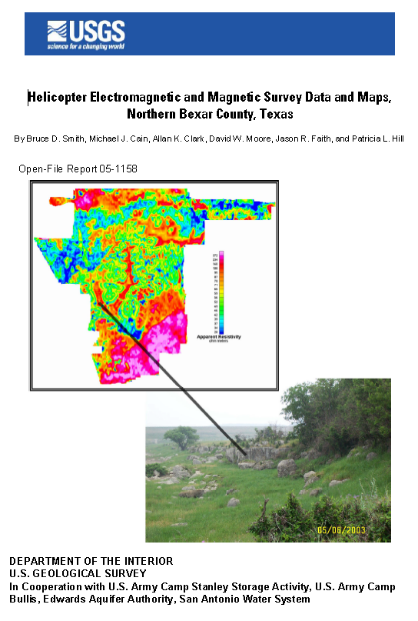 USGS
science for a changing world
Helicopter Electromagnetic and Magnetic Survey Data and Maps,
Northern Bexar County, Texas
By Bruce D. Smith, Michael J. Cain, Allan K. Clark, David W. Moore, Jason R. Faith, and Patricia L. Hill
Open-File Report 05-1158
Apparent Resistivity
05/06/2003
DEPARTMENT OF THE INTERIOR
U.S. GEOLOGICAL SURVEY
In Cooperation with U.S. Army Camp Stanley Storage Activity, U.S. Army Camp
Bullis, Edwards Aquifer Authority, San Antonio Water System